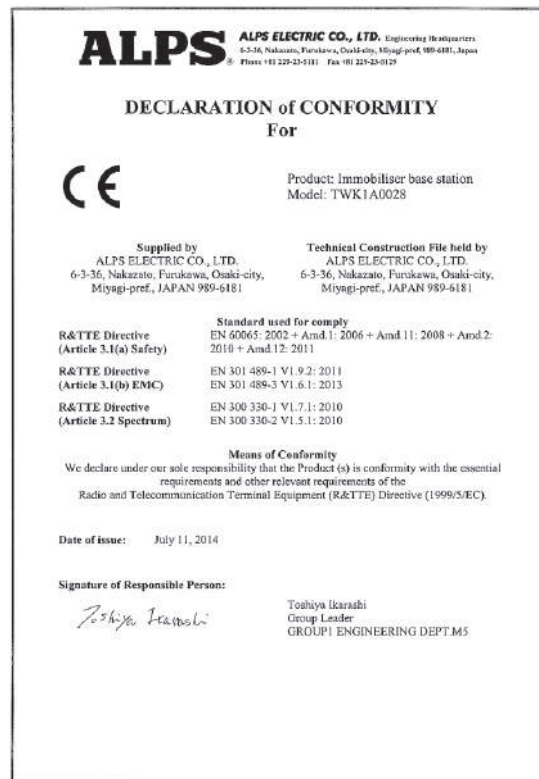 ALPS® ALPS ELECTRIC CO., LTD. Engineering Headquarters
6-3-36, Nakazato, Furukawa, Osaki-city, Miyagi-pref, 989-6181, Japan
Phone +81 229-23-5111 Fax +81 229-23-5129
DECLARATION of CONFORMITY
For
CE
Product: Immobiliser base station
Model: TWK1A0028
Supplied by
ALPS ELECTRIC CO., LTD.
6-3-36, Nakazato, Furukawa, Osaki-city,
Miyagi-pref., JAPAN 989-6181
Technical Construction File held by
ALPS ELECTRIC CO., LTD.
6-3-36, Nakazato, Furukawa, Osaki-city,
Miyagi-pref., JAPAN 989-6181
Standard used for comply
R&TTE Directive EN 60065: 2002 + Amd.1: 2006 + Amd.11: 2008 + Amd.2:
(Article 3.1(a) Safety) 2010 + Amd.12: 2011
R&TTE Directive EN 301 489-1 V1.9.2: 2011
(Article 3.1(b) EMC) EN 301 489-3 V1.6.1: 2013
R&TTE Directive EN 300 330-1 V1.7.1: 2010
(Article 3.2 Spectrum) EN 300 330-2 V1.5.1: 2010
Means of Conformity
We declare under our sole responsibility that the Product (s) is conformity with the essential
requirements and other relevant requirements of the
Radio and Telecommunication Terminal Equipment (R&TTE) Directive (1999/5/EC).
Date of issue: July 11, 2014
Signature of Responsible Person:
Toshiya Ikarashi
Toshiya Ikarashi
Group Leader
GROUP1 ENGINEERING DEPT.M5